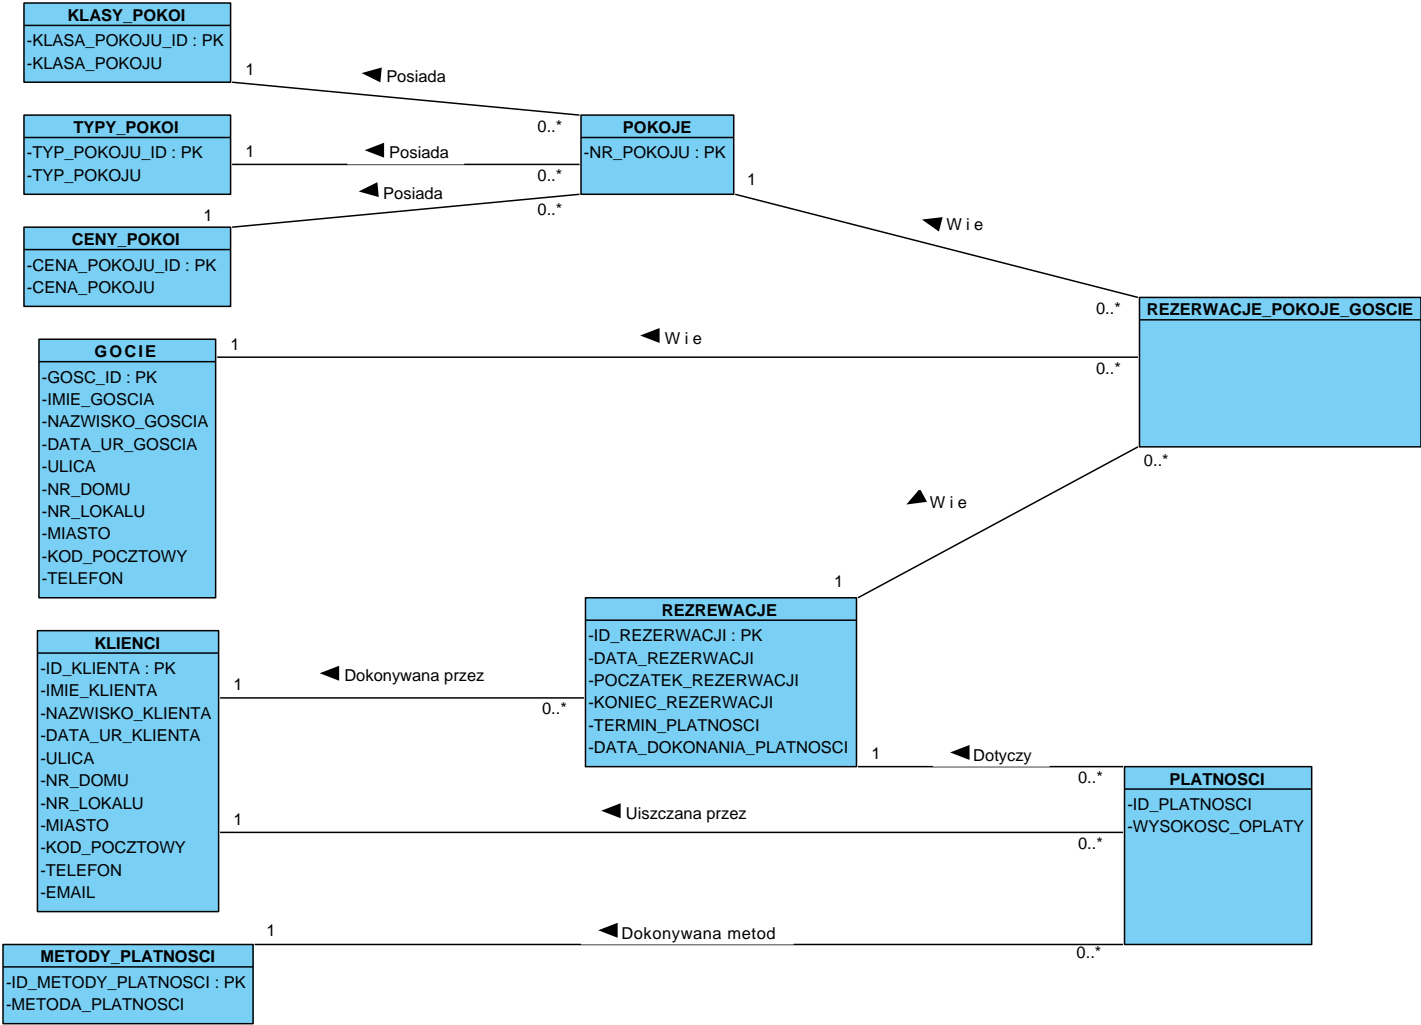 KLASY_POKOI
-KLASA_POKOJU_ID : PK
-KLASA_POKOJU
1
Posiada
0..*
TYPY_POKOI
-TYP_POKOJU_ID : PK
-TYP_POKOJU
1
Posiada
0..*
POKOJE
-NR_POKOJU : PK
1
Posiada
0..*
1
CENY_POKOI
-CENA_POKOJU_ID : PK
-CENA_POKOJU
Wie
0..*
REZERWACJE_POKOJE_GOSCIE
GOCIE
-GOSC_ID : PK
-IMIE_GOSCIA
-NAZWISKO_GOSCIA
-DATA_UR_GOSCIA
-ULICA
-NR_DOMU
-NR_LOKALU
-MIASTO
-KOD_POCZTOWY
-TELEFON
1
Wie
0..*
0..*
Wie
1
REZREWACJE
-ID_REZERWACJI : PK
-DATA_REZERWACJI
-POCZATEK_REZERWACJI
-KONIEC_REZERWACJI
-TERMIN_PLATNOSCI
-DATA_DOKONANIA_PLATNOSCI
KLIENCI
-ID_KLIENTA : PK
-IMIE_KLIENTA
-NAZWISKO_KLIENTA
-DATA_UR_KLIENTA
-ULICA
-NR_DOMU
-NR_LOKALU
-MIASTO
-KOD_POCZTOWY
-TELEFON
-EMAIL
1
Dokonywana przez
0..*
1
Dotyczy
0..*
PLATNOSCI
-ID_PLATNOSCI
-WYSOKOSC_OPLATY
1
Uiszczana przez
0..*
1
Dokonywana metod
0..*
METODY_PLATNOSCI
-ID_METODY_PLATNOSCI : PK
-METODA_PLATNOSCI